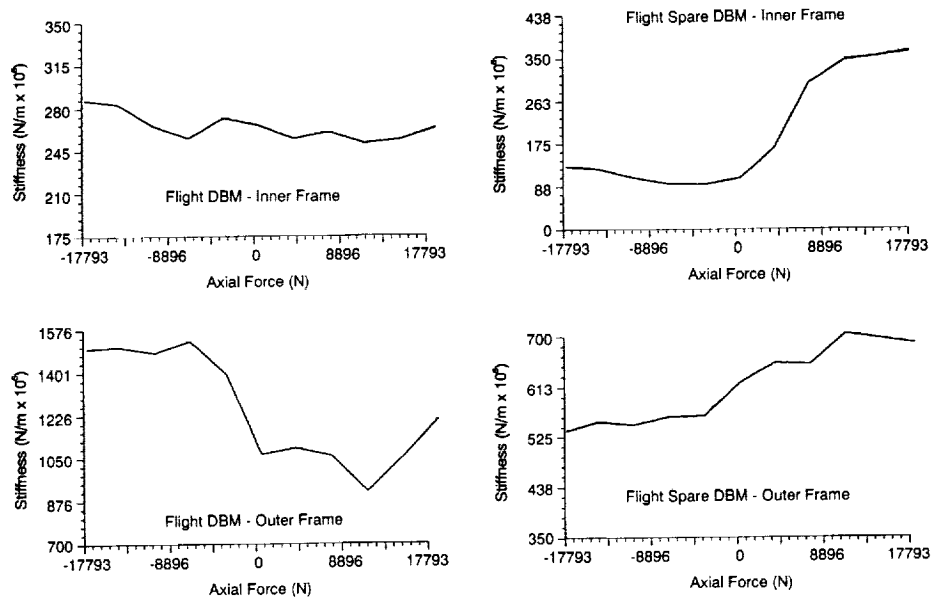 350
315
280
245
210
175
Stiffness (N/m x 10⁶)
Flight DBM - Inner Frame
-17793 -8896 0 8896 17793
Axial Force (N)
Flight Spare DBM - Inner Frame
438
350
263
175
88
0
Stiffness (N/m x 10⁶)
-17793 -8896 0 8896 17793
Axial Force (N)
1576
1401
1226
1050
876
700
Stiffness (N/m x 10⁶)
Flight DBM - Outer Frame
-17793 -8896 0 8896 17793
Axial Force (N)
700
613
525
438
350
Stiffness (N/m x 10⁶)
Flight Spare DBM - Outer Frame
-17793 -8896 0 8896 17793
Axial Force (N)